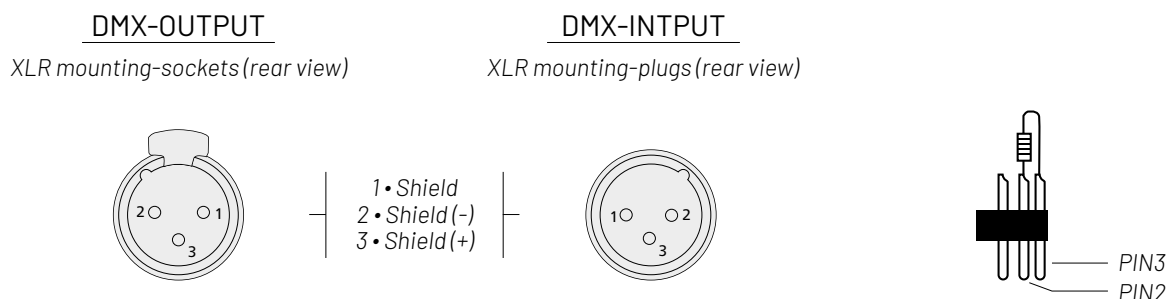 DMX-OUTPUT
XLR mounting-sockets (rear view)
2
1
3
1 • Shield
2 • Shield (-)
3 • Shield (+)
DMX-INTPUT
XLR mounting-plugs (rear view)
1
2
3
PIN3
PIN2